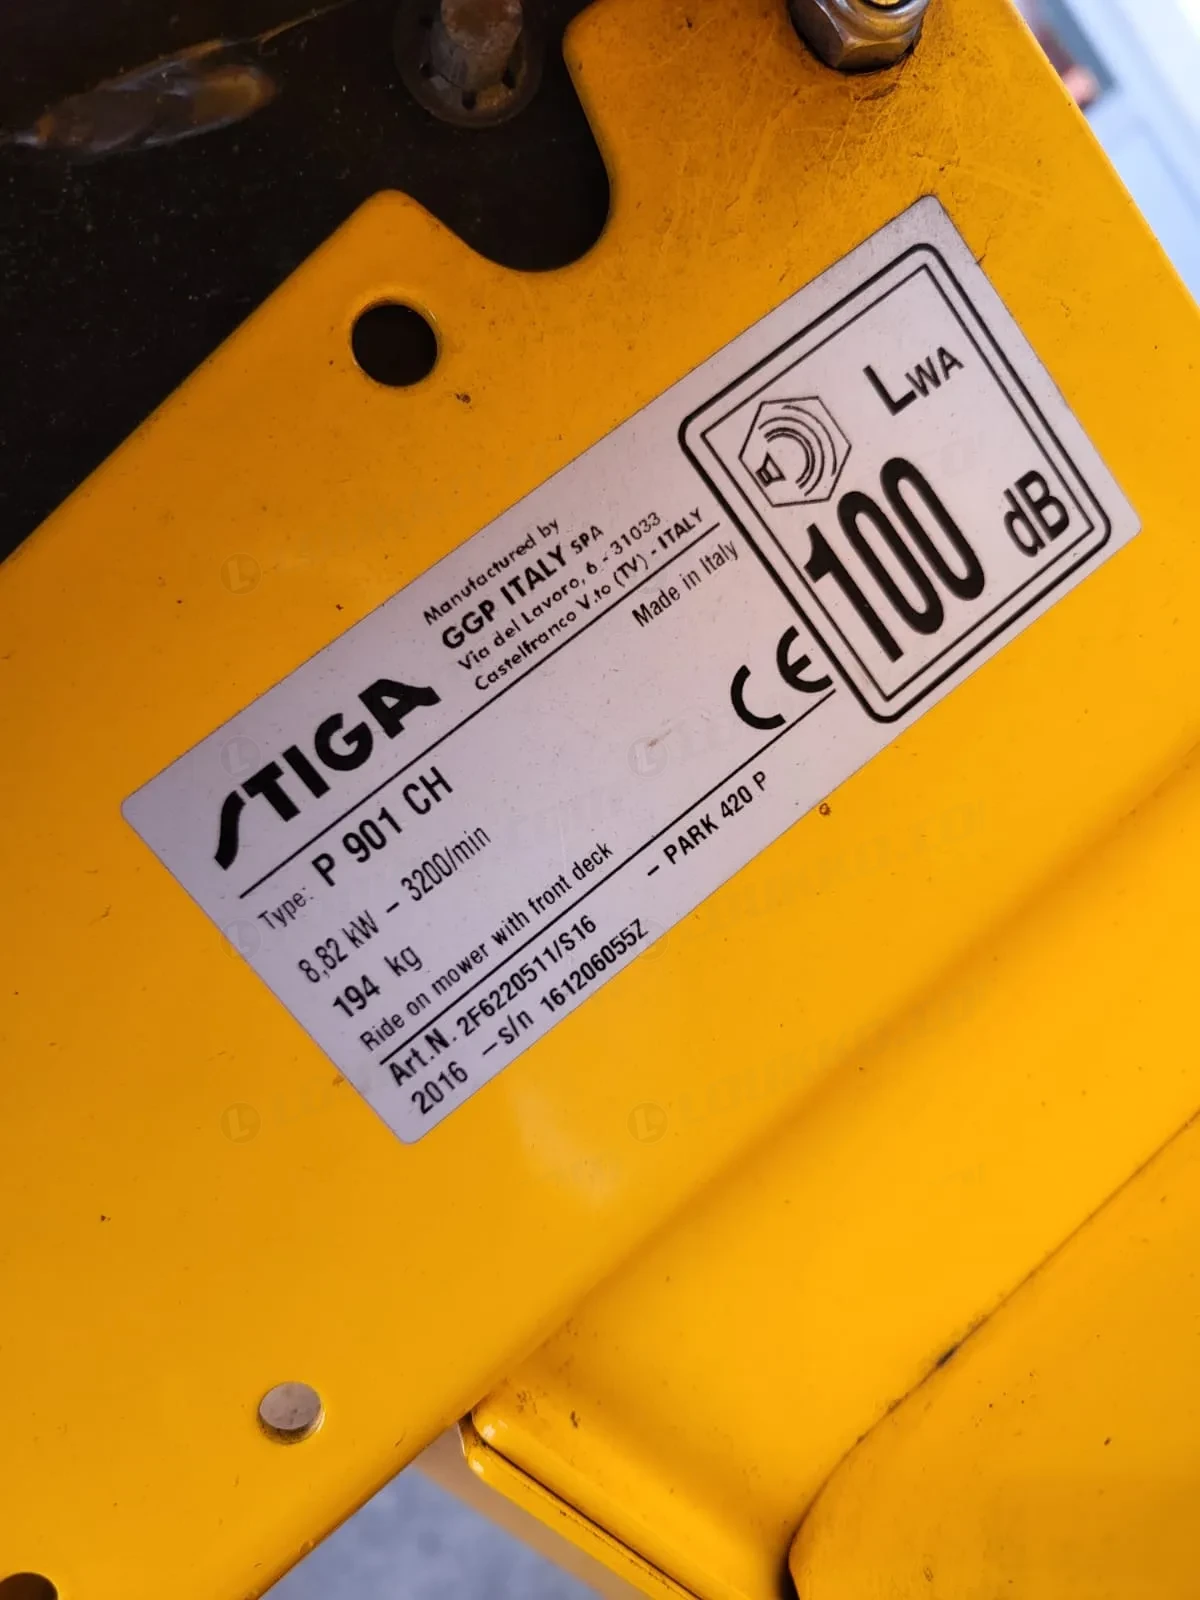 STIGA
Manufactured by
GGP ITALY SPA
Via del Lavoro, 6 - 31033
Castelfranco V.to (TV) - ITALY
Type: P 901 CH
Made in Italy
8,82 kW - 3200/min
194 kg
CE
Ride on mower with front deck
Art.N. 2F6220511/S16 - PARK 420 P
2016 - s/n 161206055Z
LWA
100
dB